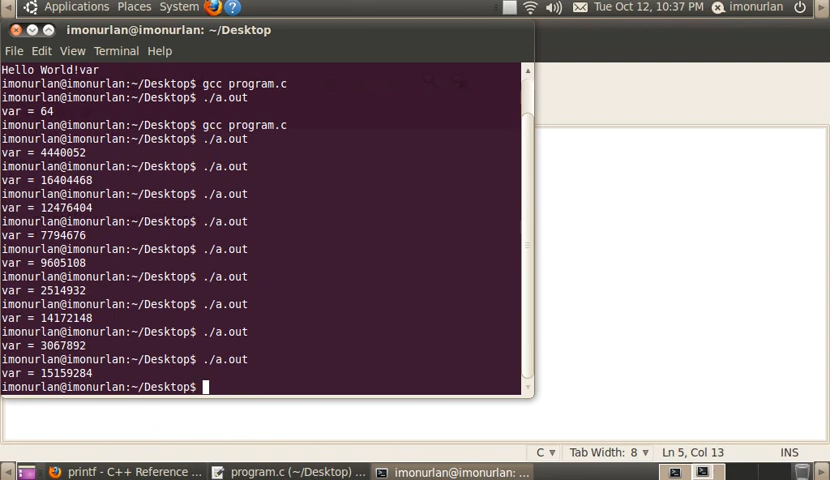 Applications Places System Tue Oct 12, 10:37 PM imonurlan
imonurlan: ~/Desktop
File Edit View Terminal Help
Hello World!var
imonurlan@imonurlan:~/Desktop$ gcc program.c
imonurlan@imonurlan:~/Desktop$ ./a.out
var = 64
imonurlan@imonurlan:~/Desktop$ gcc program.c
imonurlan@imonurlan:~/Desktop$ ./a.out
var = 4440052
imonurlan@imonurlan:~/Desktop$ ./a.out
var = 16404468
imonurlan@imonurlan:~/Desktop$ ./a.out
var = 12476404
imonurlan@imonurlan:~/Desktop$ ./a.out
var = 7794676
imonurlan@imonurlan:~/Desktop$ ./a.out
var = 9605108
imonurlan@imonurlan:~/Desktop$ ./a.out
var = 2514932
imonurlan@imonurlan:~/Desktop$ ./a.out
var = 14172148
imonurlan@imonurlan:~/Desktop$ ./a.out
var = 3067892
imonurlan@imonurlan:~/Desktop$ ./a.out
var = 15159284
imonurlan@imonurlan:~/Desktop$
C Tab Width: 8 Ln 5, Col 13 INS
printf - C++ Reference ... program.c (~/Desktop) ... imonurlan@imonurlan: ...